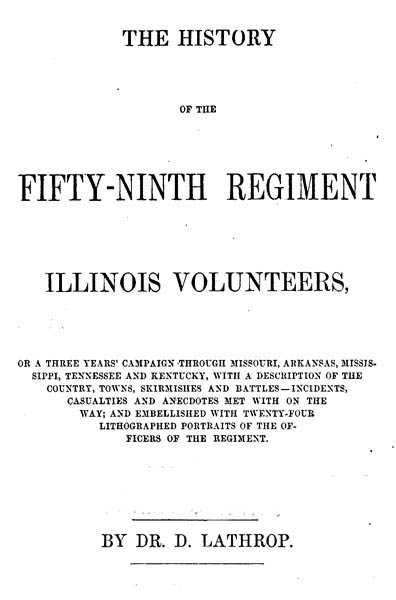 THE HISTORY
OF THE
FIFTY-NINTH REGIMENT
ILLINOIS VOLUNTEERS,
OR A THREE YEARS' CAMPAIGN THROUGH MISSOURI, ARKANSAS, MISSIS-
SIPPI, TENNESSEE AND KENTUCKY, WITH A DESCRIPTION OF THE
COUNTRY, TOWNS, SKIRMISHES AND BATTLES—INCIDENTS,
CASUALTIES AND ANECDOTES MET WITH ON THE
WAY; AND EMBELLISHED WITH TWENTY-FOUR
LITHOGRAPHED PORTRAITS OF THE OF-
FICERS OF THE REGIMENT.
BY DR. D. LATHROP.